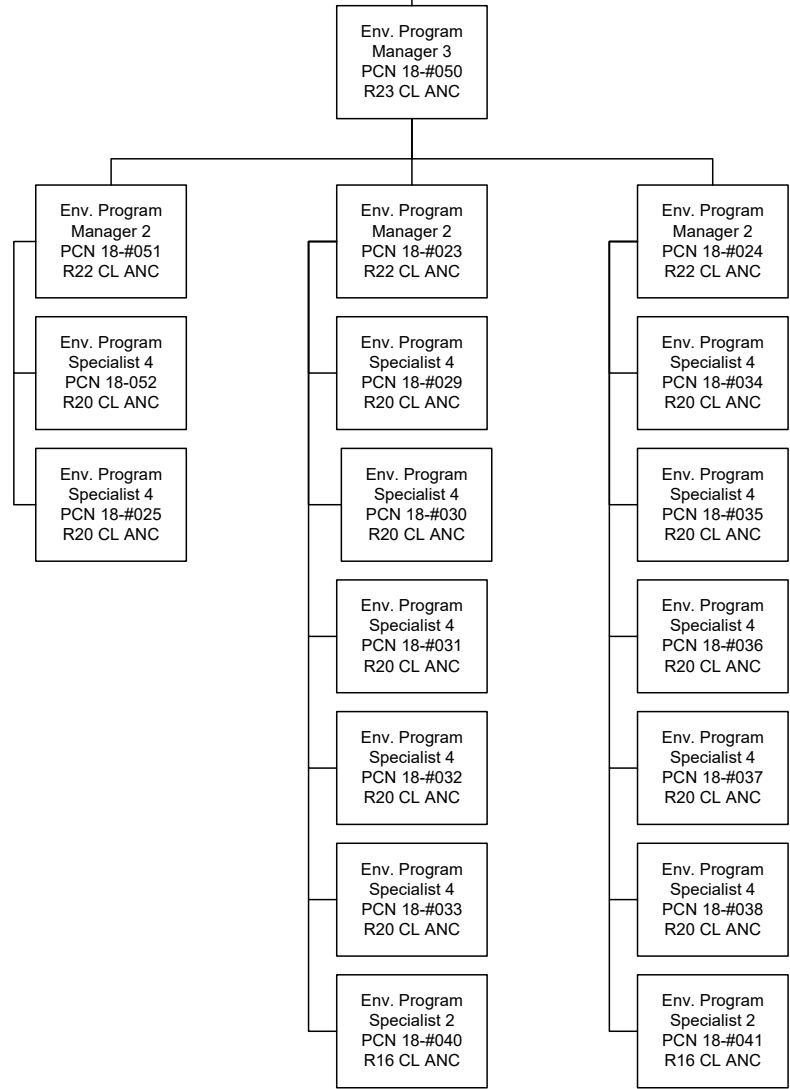 Env. Program
Manager 3
PCN 18-#050
R23 CL ANC
Env. Program
Manager 2
PCN 18-#051
R22 CL ANC
Env. Program
Specialist 4
PCN 18-052
R20 CL ANC
Env. Program
Specialist 4
PCN 18-#025
R20 CL ANC
Env. Program
Manager 2
PCN 18-#023
R22 CL ANC
Env. Program
Specialist 4
PCN 18-#029
R20 CL ANC
Env. Program
Specialist 4
PCN 18-#030
R20 CL ANC
Env. Program
Specialist 4
PCN 18-#031
R20 CL ANC
Env. Program
Specialist 4
PCN 18-#032
R20 CL ANC
Env. Program
Specialist 4
PCN 18-#033
R20 CL ANC
Env. Program
Specialist 2
PCN 18-#040
R16 CL ANC
Env. Program
Manager 2
PCN 18-#024
R22 CL ANC
Env. Program
Specialist 4
PCN 18-#034
R20 CL ANC
Env. Program
Specialist 4
PCN 18-#035
R20 CL ANC
Env. Program
Specialist 4
PCN 18-#036
R20 CL ANC
Env. Program
Specialist 4
PCN 18-#037
R20 CL ANC
Env. Program
Specialist 4
PCN 18-#038
R20 CL ANC
Env. Program
Specialist 2
PCN 18-#041
R16 CL ANC